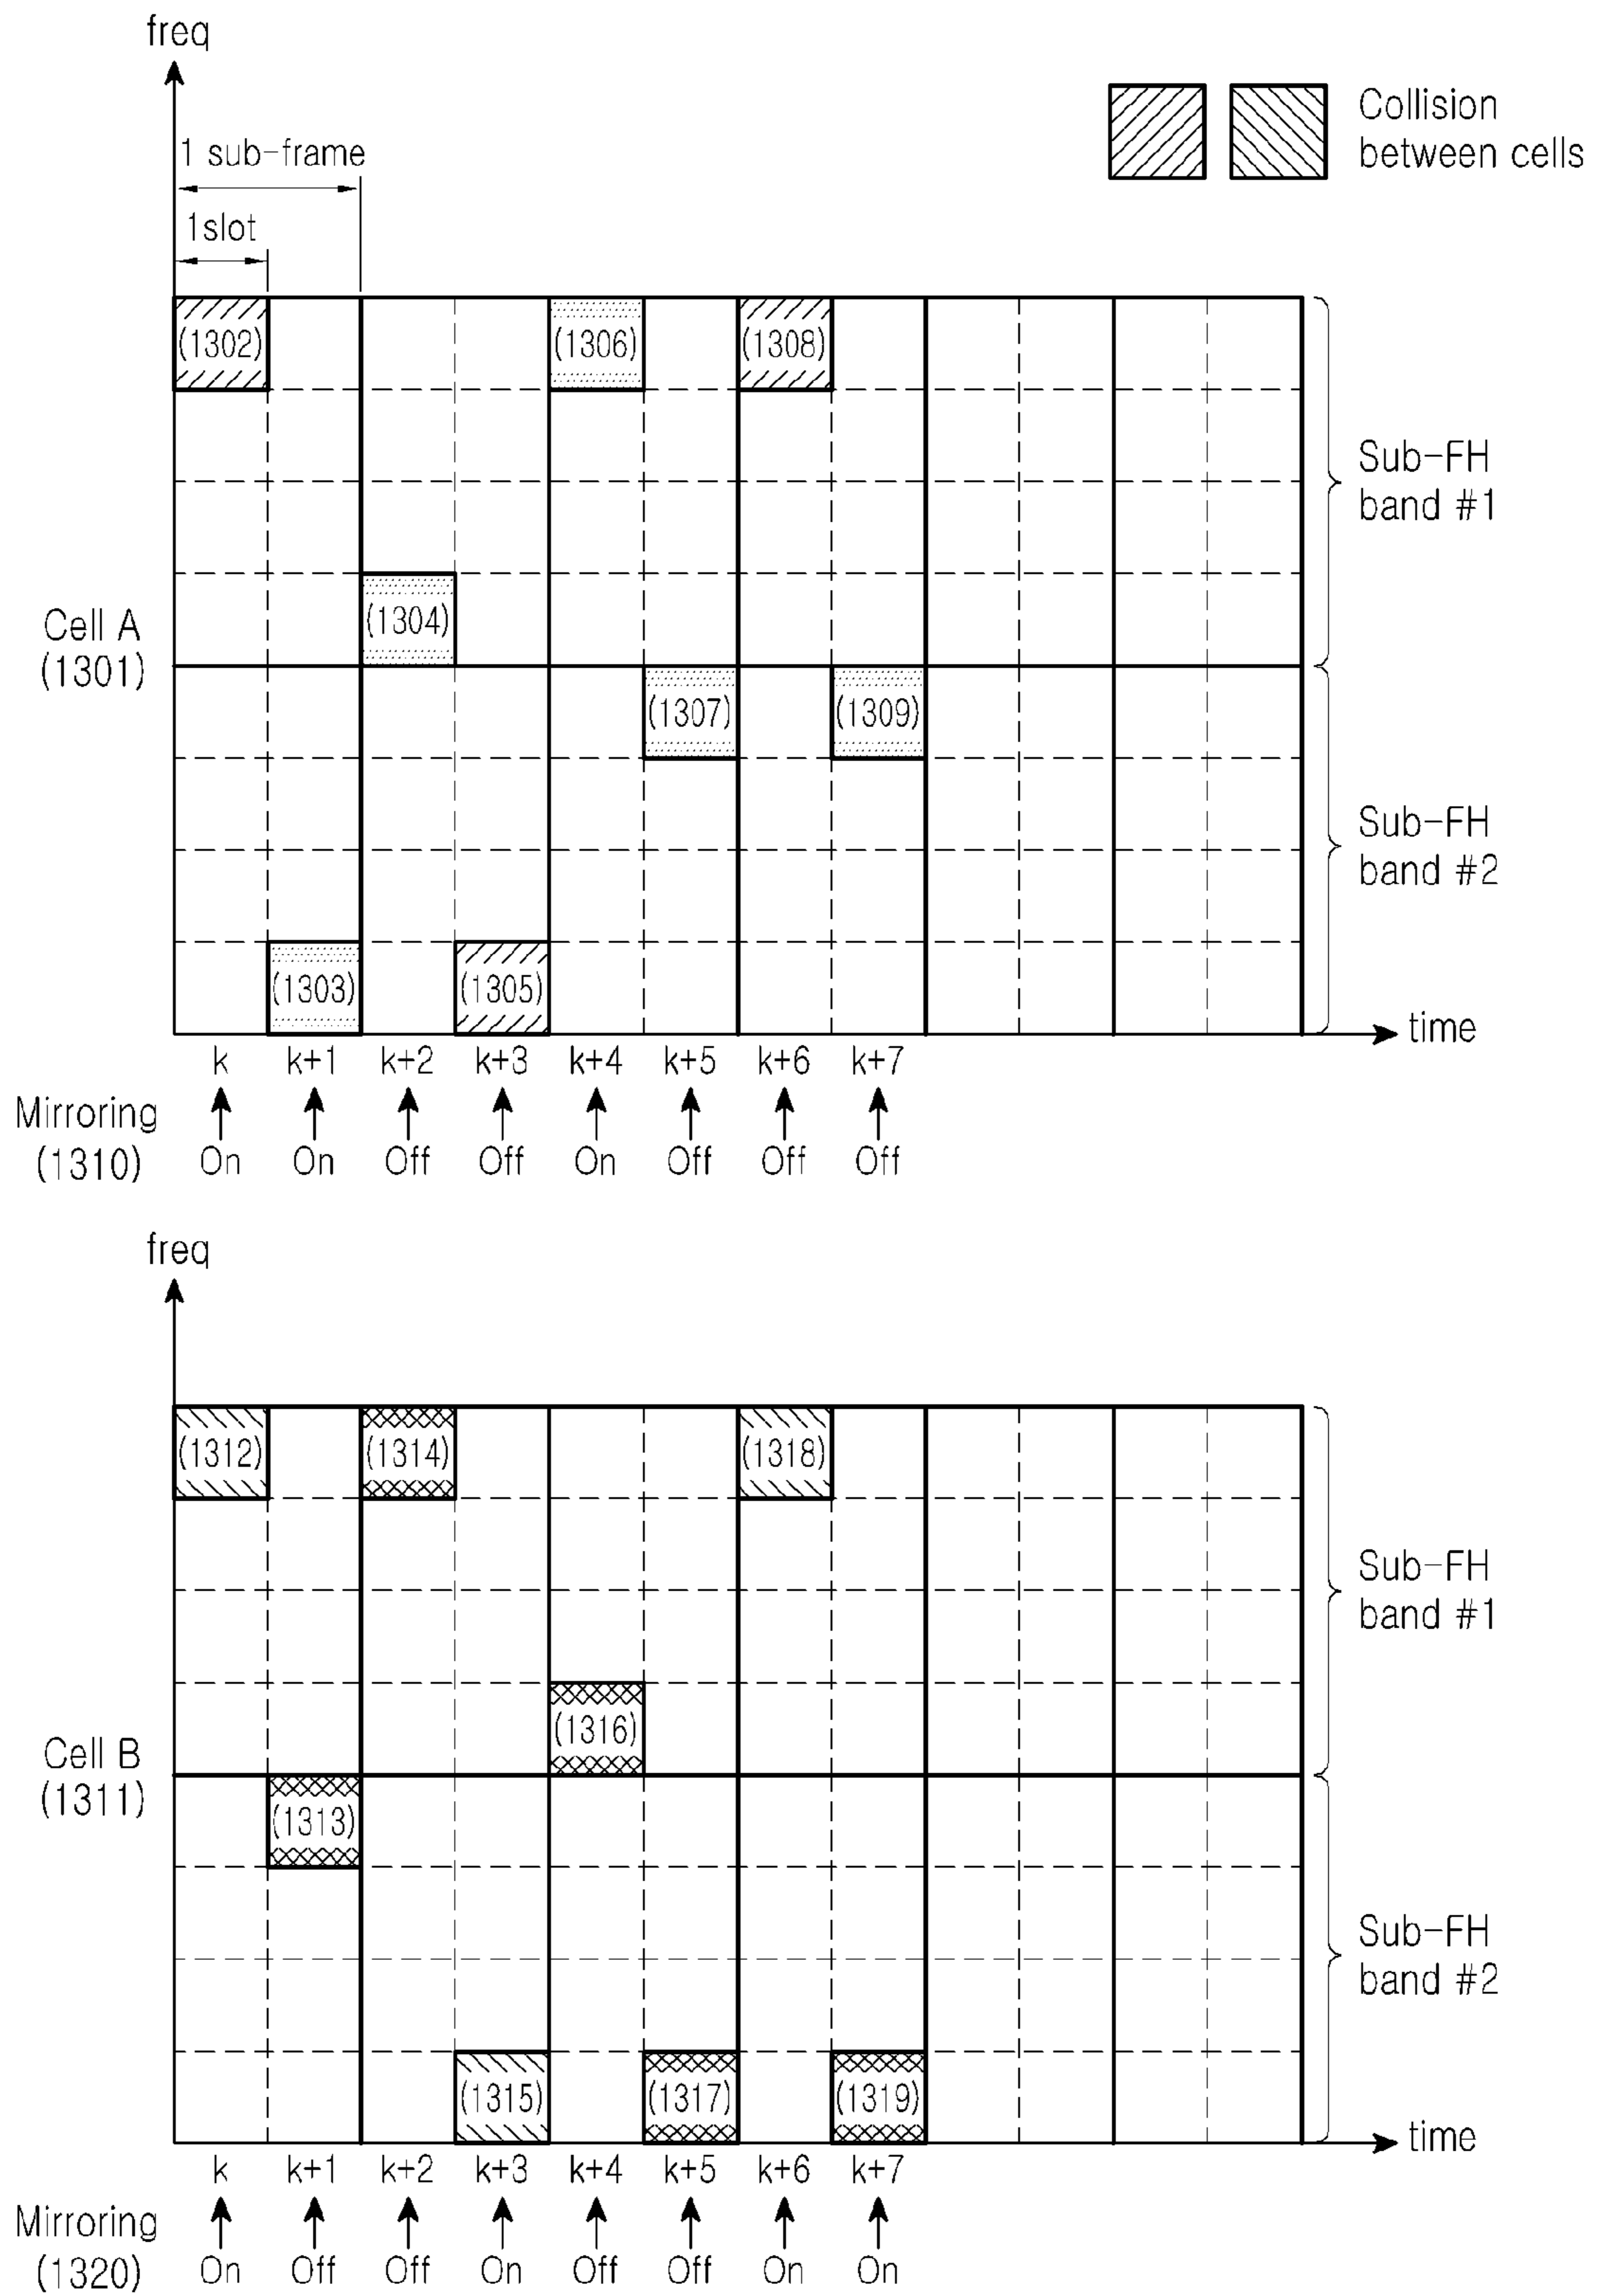 freq
Collision
between cells
1 sub-frame
1slot
(1302)
(1306)
(1308)
Sub-FH
band #1
(1304)
Cell A
(1301)
(1307)
(1309)
Sub-FH
band #2
(1303)
(1305)
time
k k+1 k+2 k+3 k+4 k+5 k+6 k+7
Mirroring
(1310)
On On Off Off On Off Off Off
freq
(1312)
(1314)
(1318)
Sub-FH
band #1
(1316)
Cell B
(1311)
(1313)
Sub-FH
band #2
(1315)
(1317)
(1319)
time
k k+1 k+2 k+3 k+4 k+5 k+6 k+7
Mirroring
(1320)
On Off Off On Off Off On On